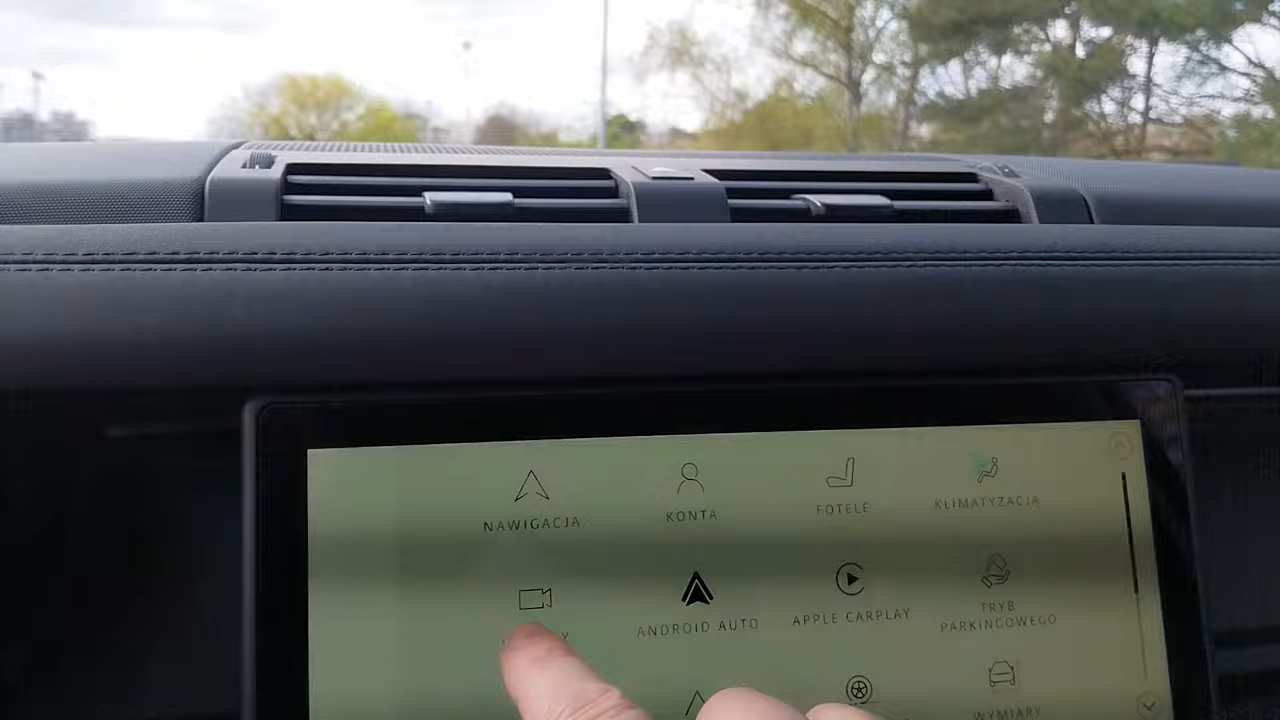 NAWIGACJA
KONTA
FOTELE
KLIMATYZACJA
ANDROID AUTO
APPLE CARPLAY
TRYB
PARKINGOWEGO
WYMIARY